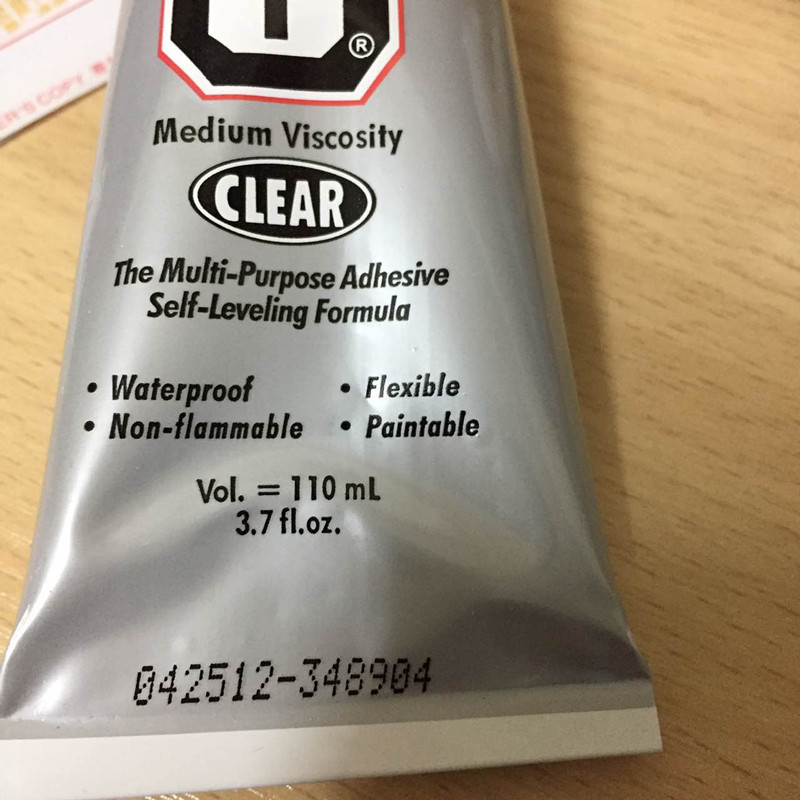 ®
Medium Viscosity
CLEAR
The Multi-Purpose Adhesive
Self-Leveling Formula
• Waterproof • Flexible
• Non-flammable • Paintable
Vol. = 110 mL
3.7 fl.oz.
042512-348904
COPY